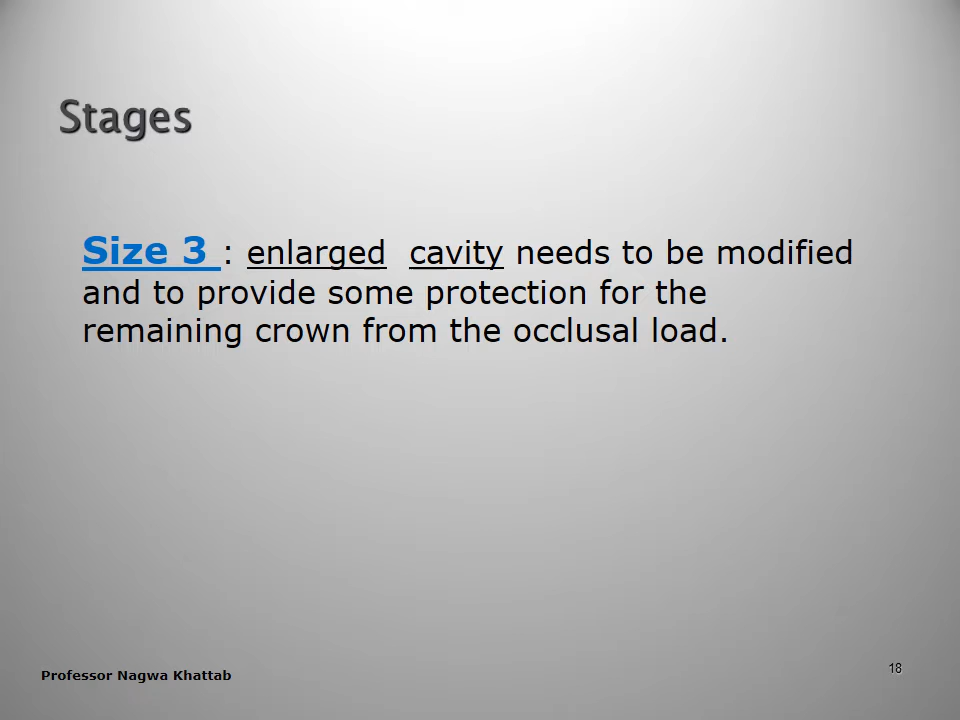 Stages
Size 3 : enlarged cavity needs to be modified
and to provide some protection for the
remaining crown from the occlusal load.
Professor Nagwa Khattab
18